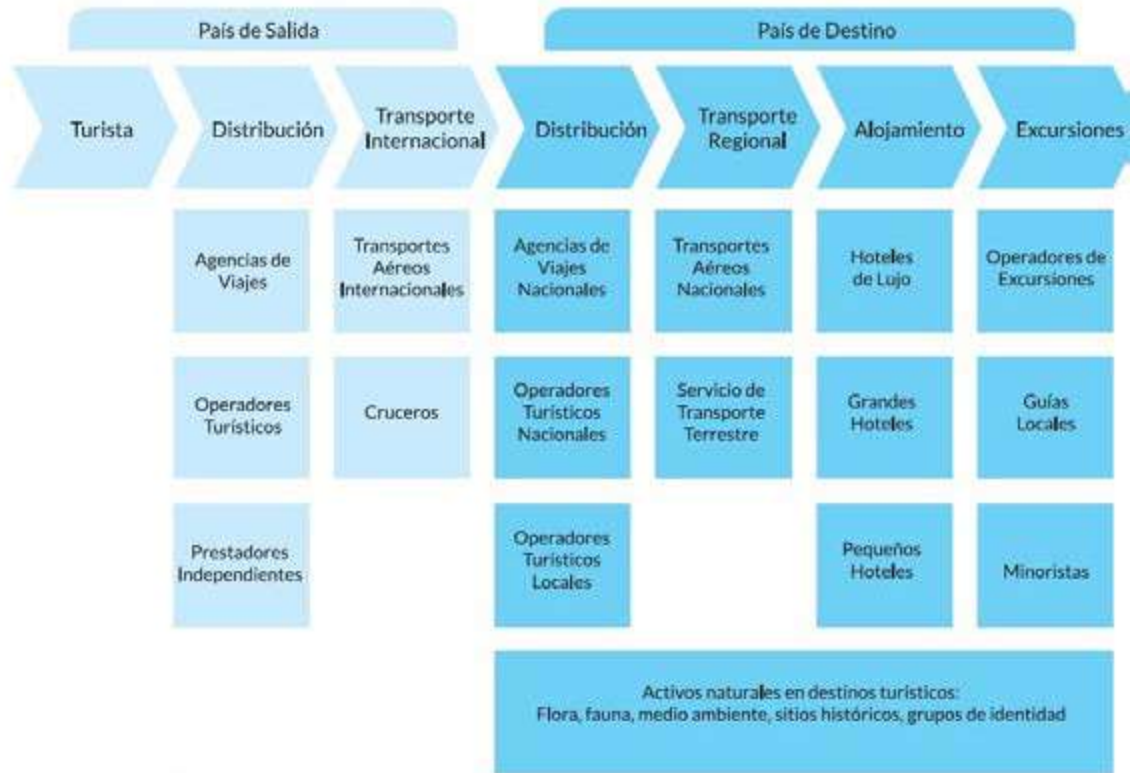 País de Salida
País de Destino
Turista
Distribución
Transporte
Internacional
Distribución
Transporte
Regional
Alojamiento
Excursiones
Agencias de
Viajes
Transportes
Aéreos
Internacionales
Agencias de
Viajes
Nacionales
Transportes
Aéreos
Nacionales
Hoteles
de Lujo
Operadores de
Excursiones
Operadores
Turísticos
Cruceros
Operadores
Turísticos
Nacionales
Servicio de
Transporte
Terrestre
Grandes
Hoteles
Guías
Locales
Prestadores
Independientes
Operadores
Turísticos
Locales
Pequeños
Hoteles
Minoristas
Activos naturales en destinos turísticos:
Flora, fauna, medio ambiente, sitios históricos, grupos de identidad